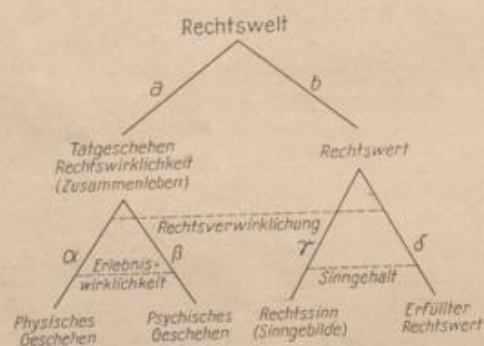 Rechtswelt
a
b
Tatgeschehen
Rechtswirklichkeit
(Zusammenleben)
Rechtswert
Rechtsverwirklichung
α
β
γ
δ
Erlebnis-
wirklichkeit
Sinngehalt
Physisches
Geschehen
Psychisches
Geschehen
Rechtssinn
(Sinngebilde)
Erfüllter
Rechtswert